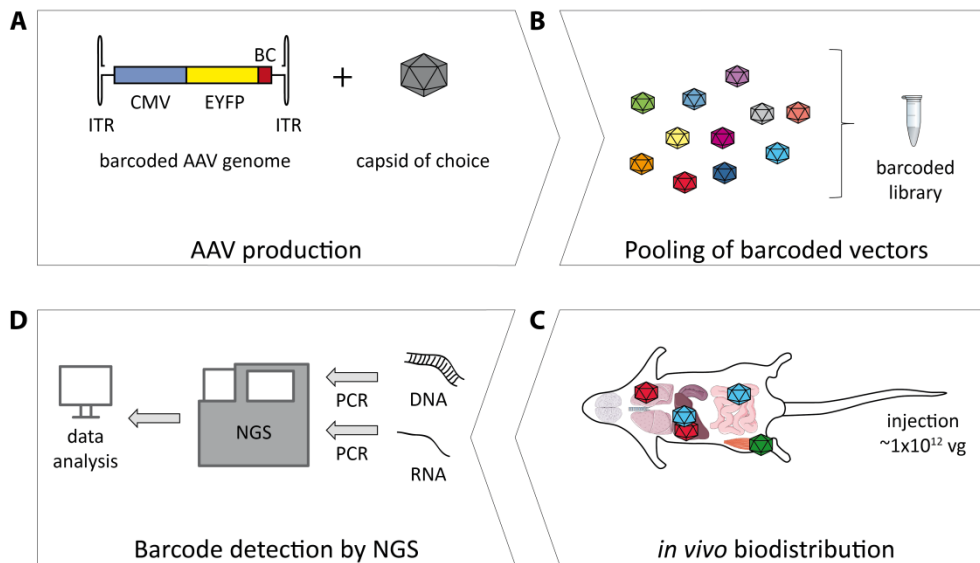 A
BC
CMV
EYFP
ITR
ITR
+
barcoded AAV genome
capsid of choice
AAV production
B
barcoded
library
Pooling of barcoded vectors
D
data
analysis
NGS
PCR
DNA
PCR
RNA
Barcode detection by NGS
C
injection
~1x10¹² vg
in vivo biodistribution